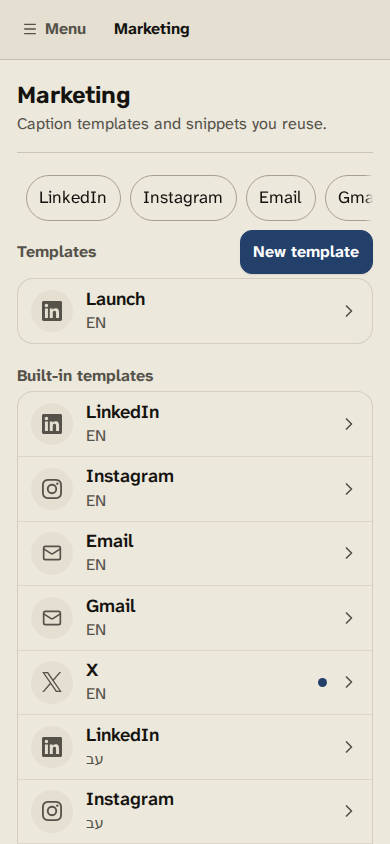 Menu Marketing
Marketing
Caption templates and snippets you reuse.
LinkedIn Instagram Email Gma
Templates New template
Launch
EN
Built-in templates
LinkedIn
EN
Instagram
EN
Email
EN
Gmail
EN
X
EN
LinkedIn
עב
Instagram
עב